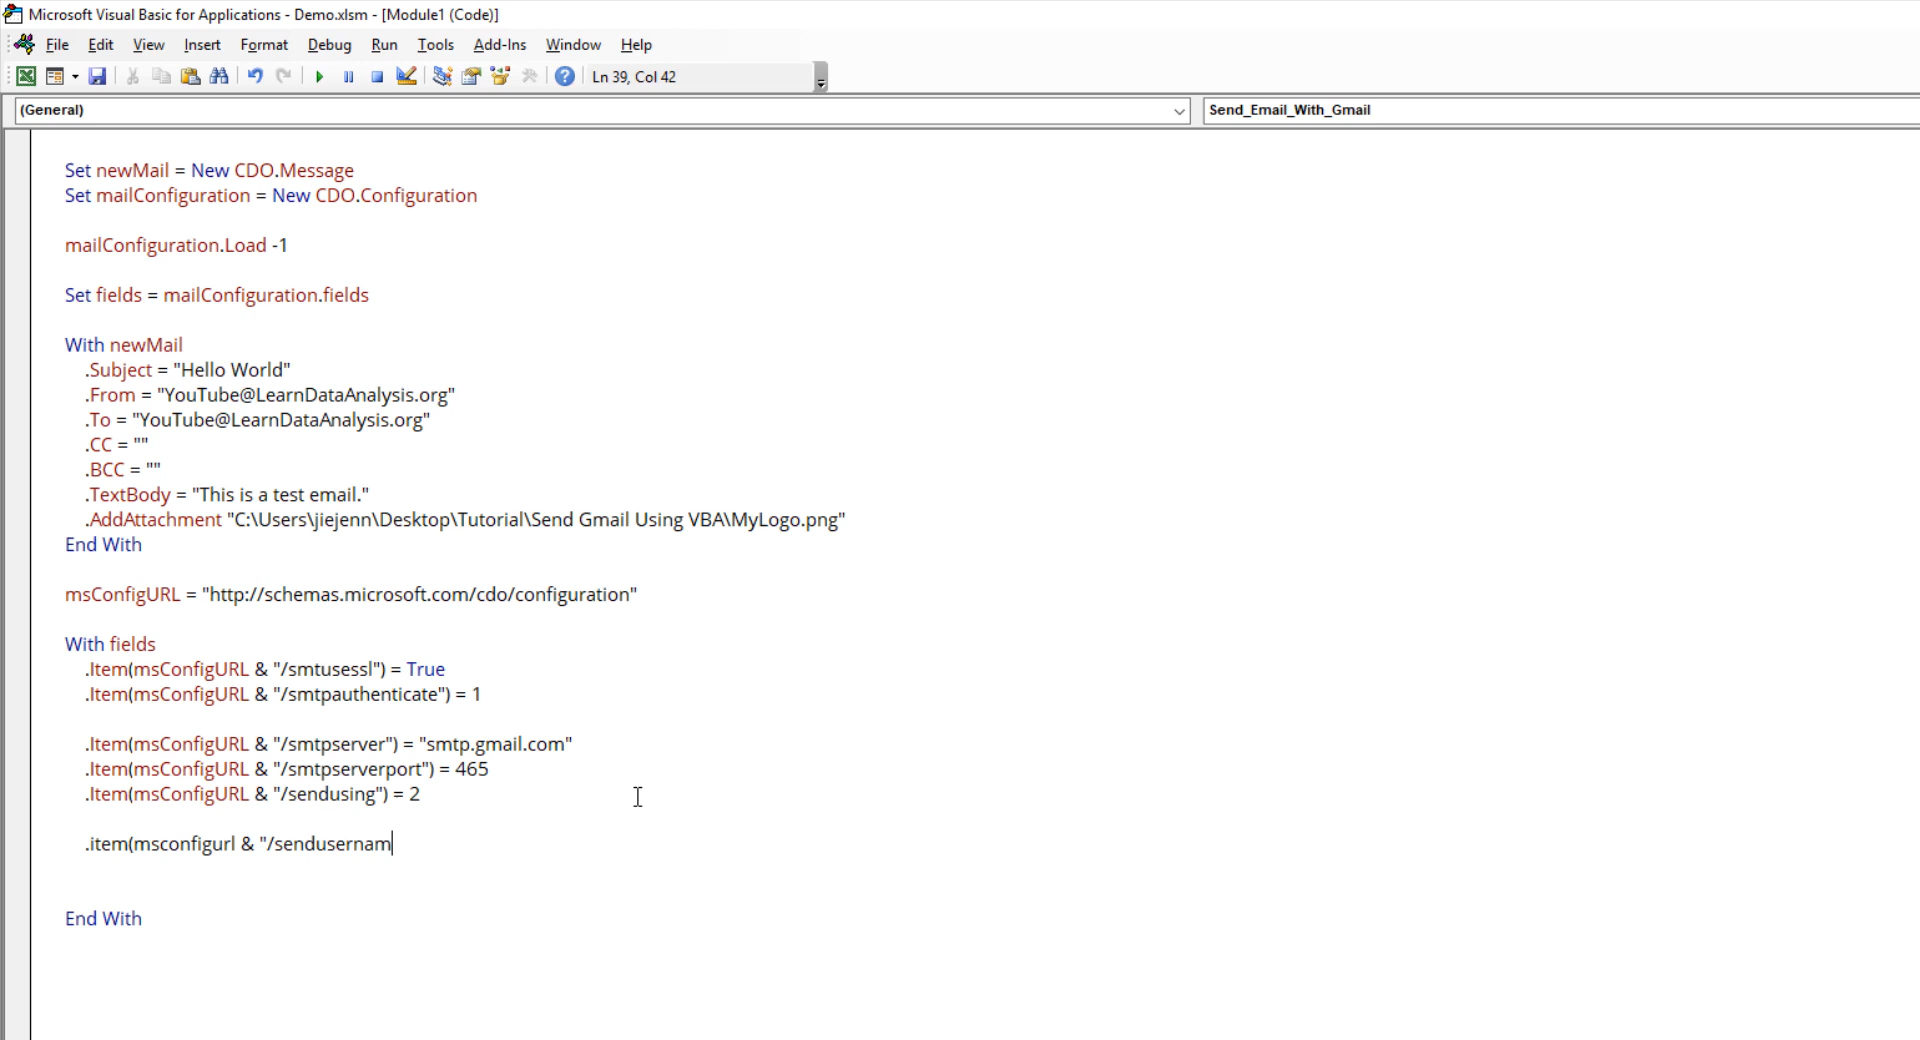 Microsoft Visual Basic for Applications - Demo.xlsm - [Module1 (Code)]
File Edit View Insert Format Debug Run Tools Add-Ins Window Help
Ln 39, Col 42
(General) Send_Email_With_Gmail
Set newMail = New CDO.Message
Set mailConfiguration = New CDO.Configuration
mailConfiguration.Load -1
Set fields = mailConfiguration.fields
With newMail
.Subject = "Hello World"
.From = "YouTube@LearnDataAnalysis.org"
.To = "YouTube@LearnDataAnalysis.org"
.CC = ""
.BCC = ""
.TextBody = "This is a test email."
.AddAttachment "C:\Users\jiejenn\Desktop\Tutorial\Send Gmail Using VBA\MyLogo.png"
End With
msConfigURL = "http://schemas.microsoft.com/cdo/configuration"
With fields
.Item(msConfigURL & "/smtusessl") = True
.Item(msConfigURL & "/smtpauthenticate") = 1
.Item(msConfigURL & "/smtpserver") = "smtp.gmail.com"
.Item(msConfigURL & "/smtpserverport") = 465
.Item(msConfigURL & "/sendusing") = 2
.item(msconfigurl & "/sendusernam
End With